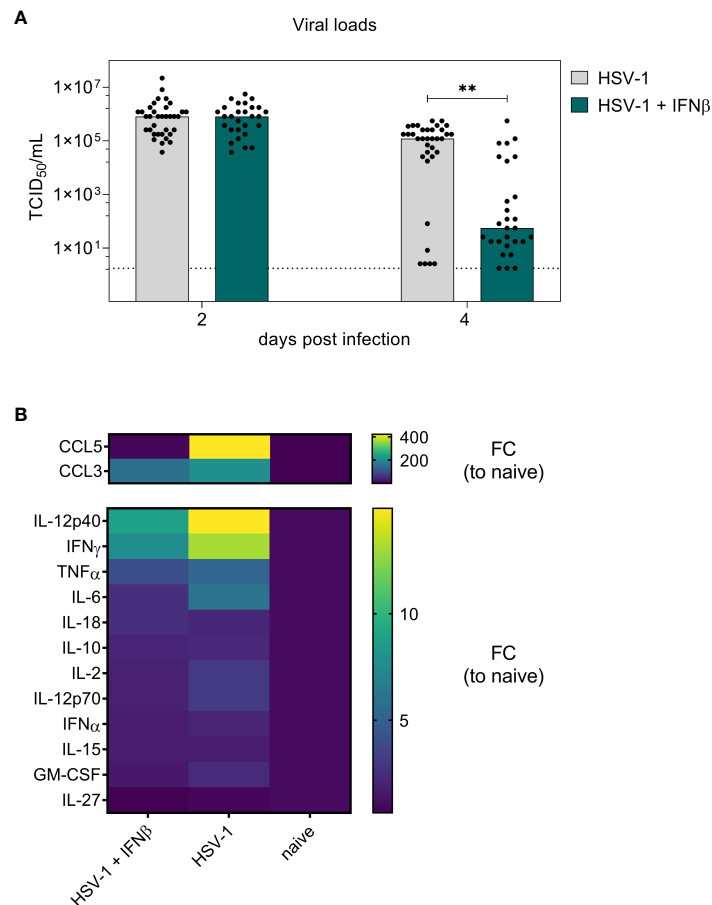 A
Viral loads
TCID50/mL
1×10⁷
1×10⁵
1×10³
1×10¹
**
HSV-1
HSV-1 + IFNβ
2
4
days post infection
B
CCL5
CCL3
400
200
FC
(to naive)
IL-12p40
IFNγ
TNFα
IL-6
IL-18
IL-10
IL-2
IL-12p70
IFNα
IL-15
GM-CSF
IL-27
10
5
FC
(to naive)
HSV-1 + IFNβ
HSV-1
naive